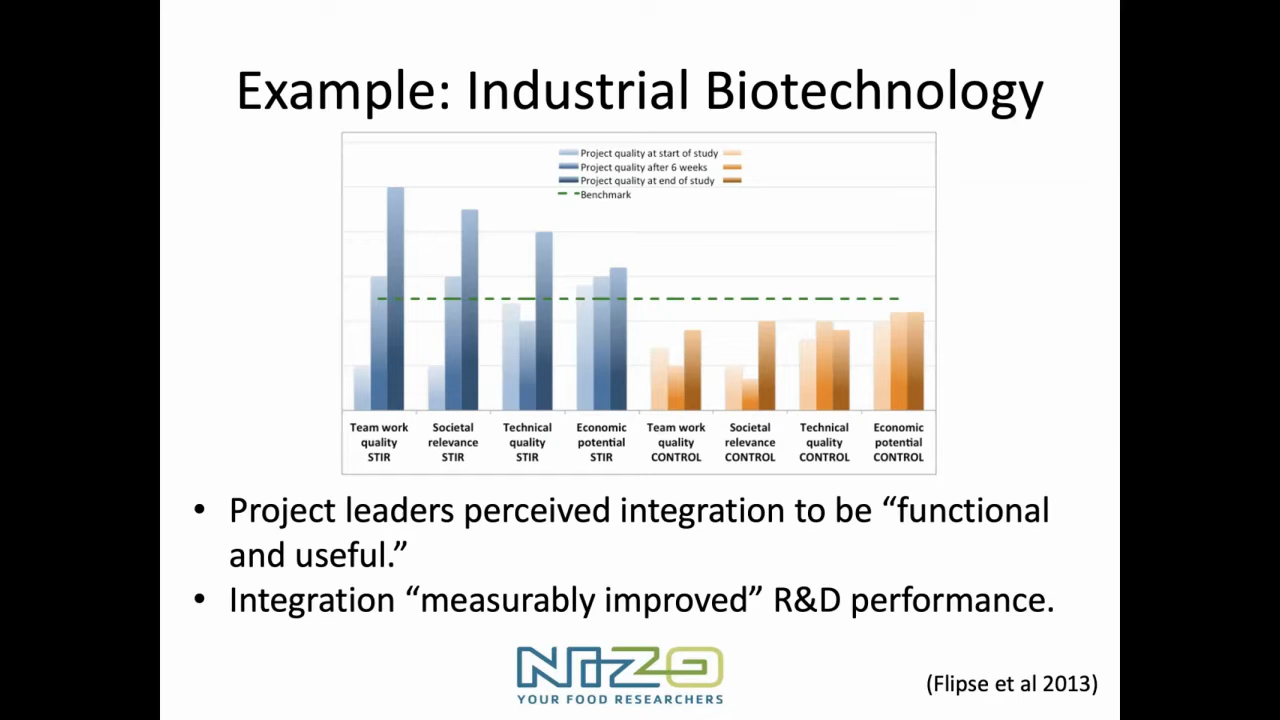 Example: Industrial Biotechnology
Project quality at start of study
Project quality after 6 weeks
Project quality at end of study
Benchmark
Team work quality STIR
Societal relevance STIR
Technical quality STIR
Economic potential STIR
Team work quality CONTROL
Societal relevance CONTROL
Technical quality CONTROL
Economic potential CONTROL
• Project leaders perceived integration to be “functional
and useful.”
• Integration “measurably improved” R&D performance.
NIZO
YOUR FOOD RESEARCHERS
(Flipse et al 2013)